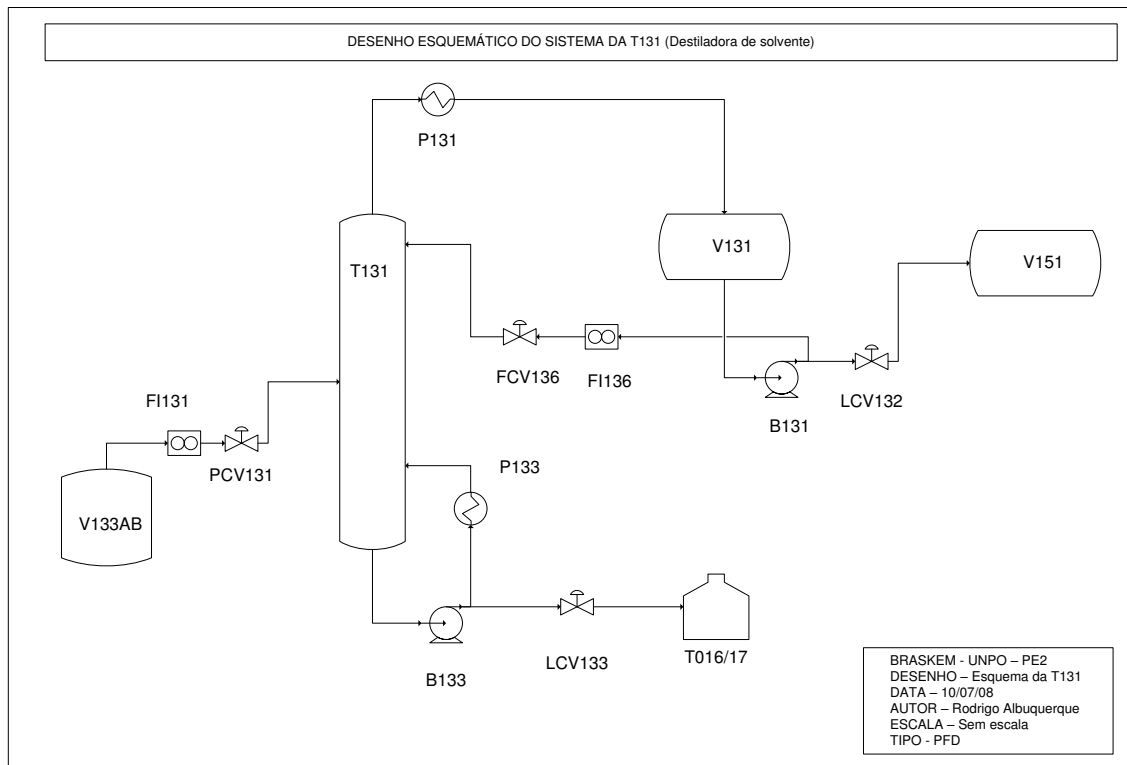 DESENHO ESQUEMÁTICO DO SISTEMA DA T131 (Destiladora de solvente)
P131
V131
V151
T131
FCV136
FI136
LCV132
B131
FI131
PCV131
P133
V133AB
LCV133
T016/17
B133
BRASKEM - UNPO – PE2
DESENHO – Esquema da T131
DATA – 10/07/08
AUTOR – Rodrigo Albuquerque
ESCALA – Sem escala
TIPO - PFD